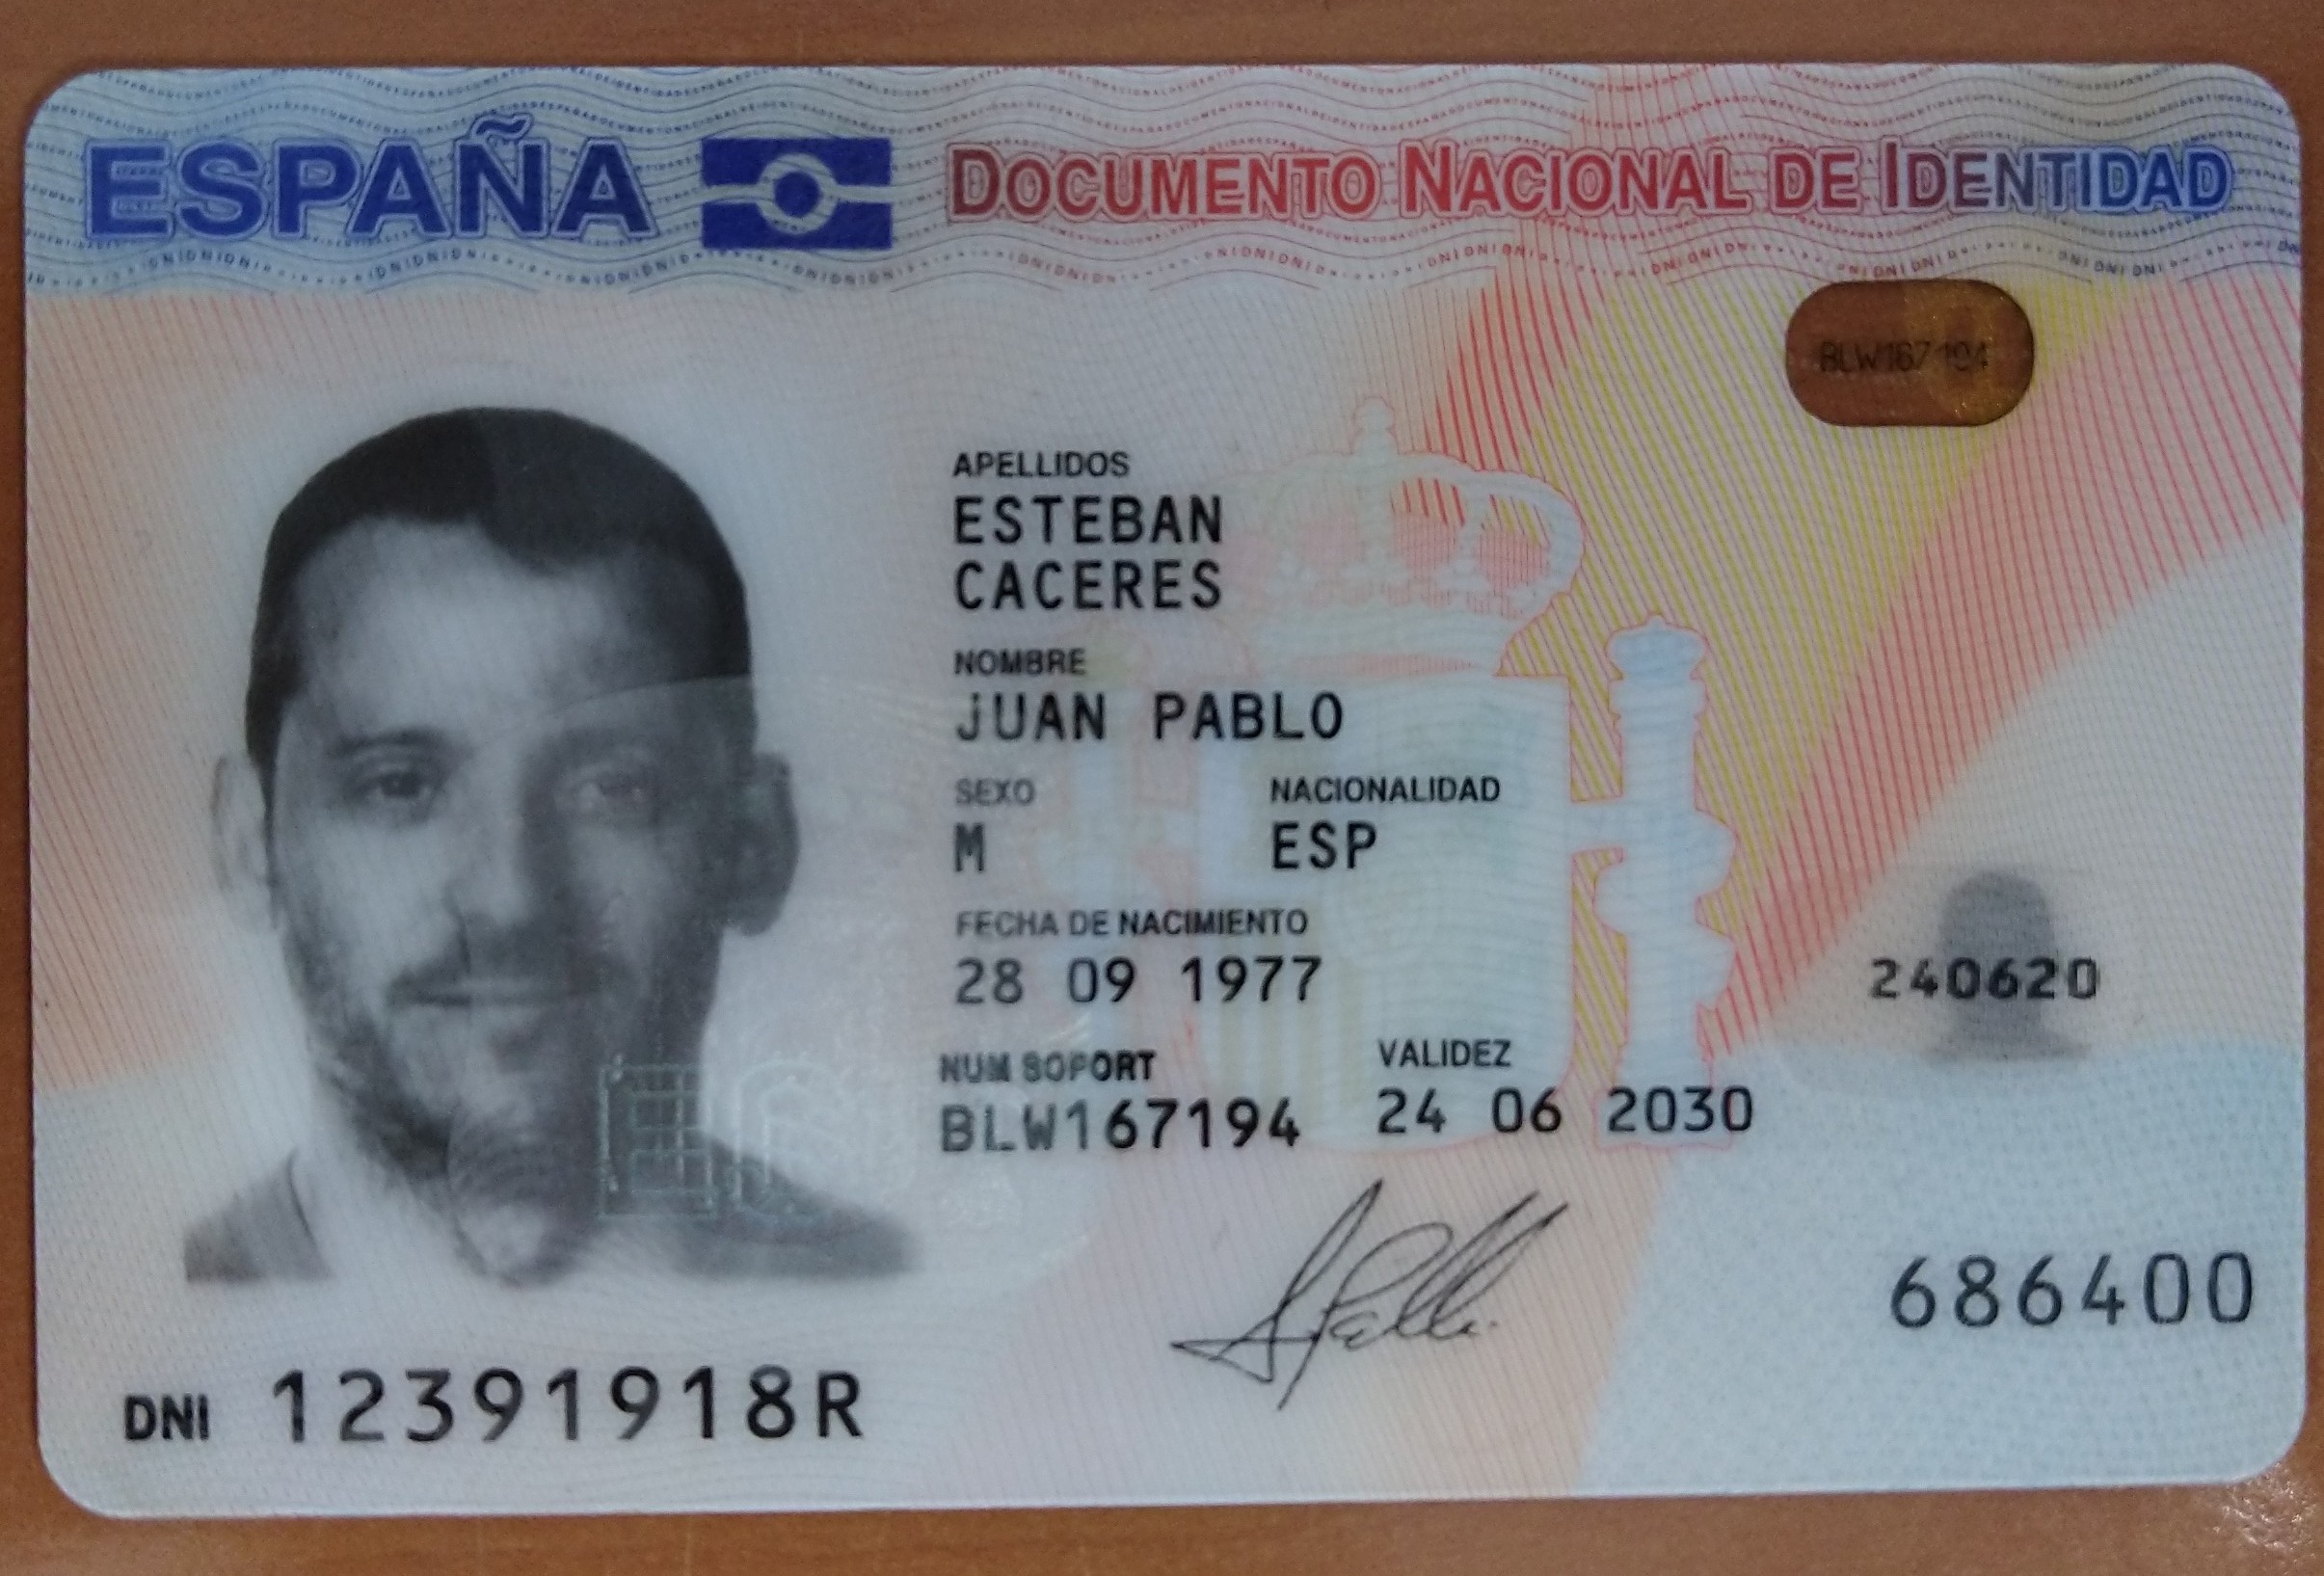 ESPAÑA DOCUMENTO NACIONAL DE IDENTIDAD
BLW167194
APELLIDOS
ESTEBAN
CACERES
NOMBRE
JUAN PABLO
SEXO NACIONALIDAD
M ESP
FECHA DE NACIMIENTO
28 09 1977
240620
NUM SOPORT VALIDEZ
BLW167194 24 06 2030
686400
DNI 12391918R